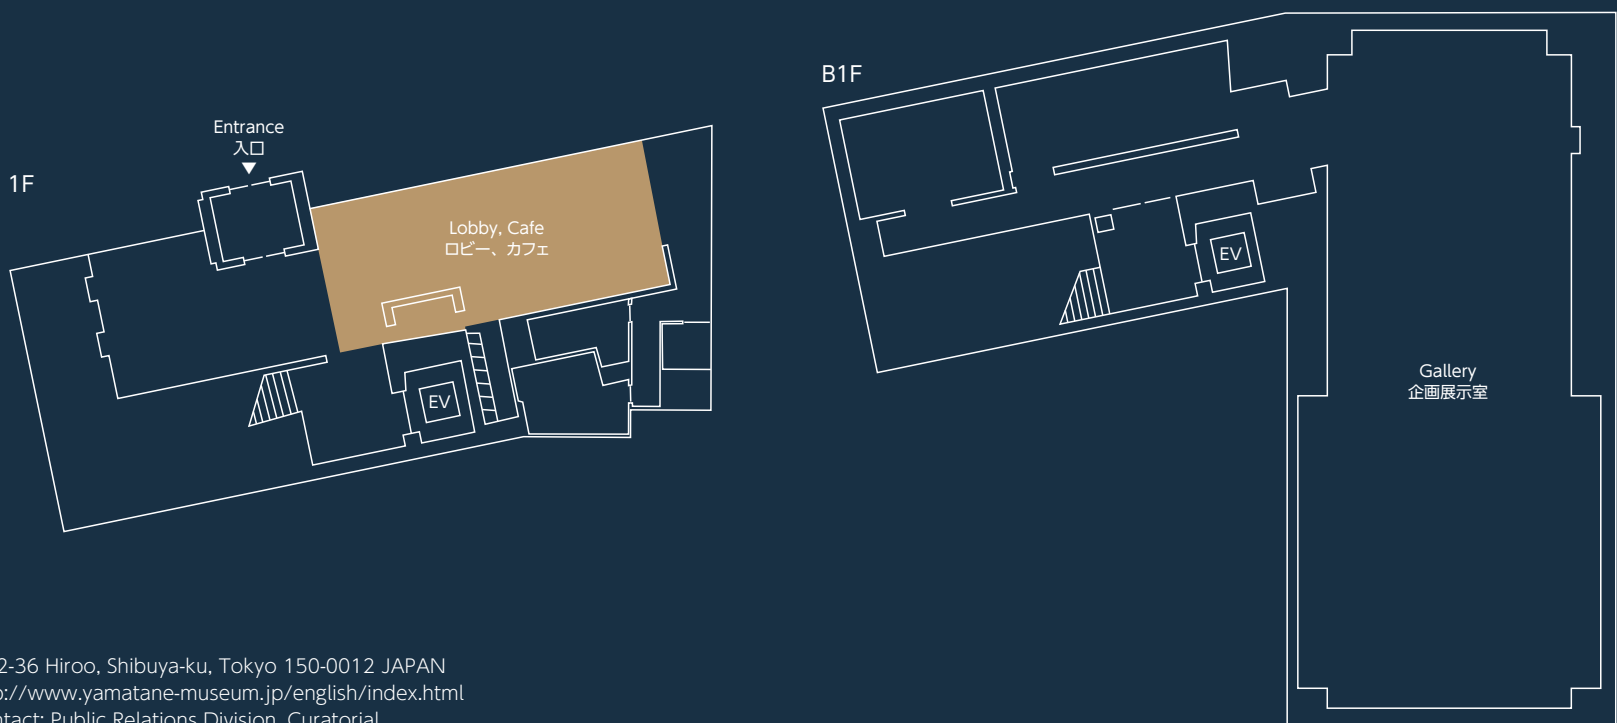 1F
Entrance
入口
Lobby, Cafe
ロビー、カフェ
EV
B1F
EV
Gallery
企画展示室
2-36 Hiroo, Shibuya-ku, Tokyo 150-0012 JAPAN
://www.yamatane-museum.jp/english/index.html
Public Relations Division, Curatorial